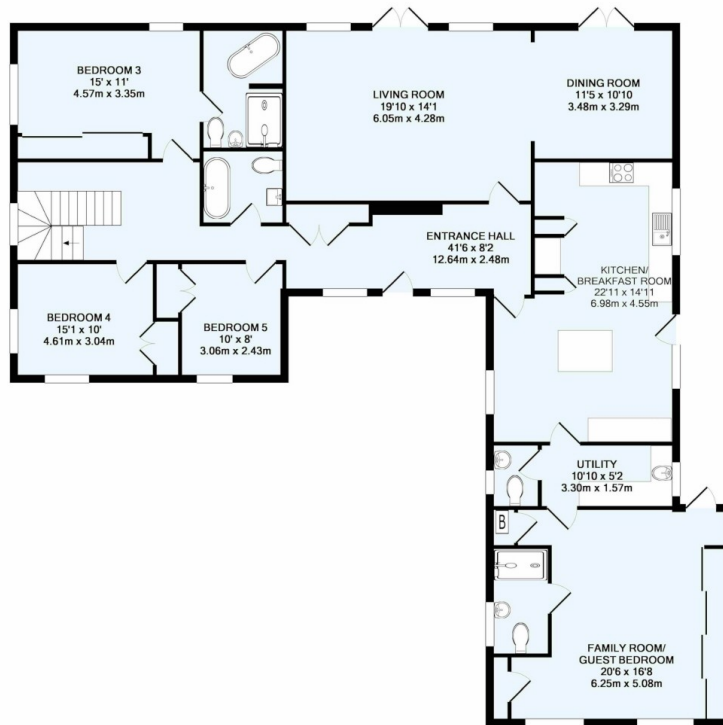 BEDROOM 3
15' x 11'
4.57m x 3.35m
LIVING ROOM
19'10 x 14'1
6.05m x 4.28m
DINING ROOM
11'5 x 10'10
3.48m x 3.29m
ENTRANCE HALL
41'6 x 8'2
12.64m x 2.48m
KITCHEN/
BREAKFAST ROOM
22'11 x 14'11
6.98m x 4.55m
BEDROOM 4
15'1 x 10'
4.61m x 3.04m
BEDROOM 5
10' x 8'
3.06m x 2.43m
UTILITY
10'10 x 5'2
3.30m x 1.57m
B
FAMILY ROOM/
GUEST BEDROOM
20'6 x 16'8
6.25m x 5.08m